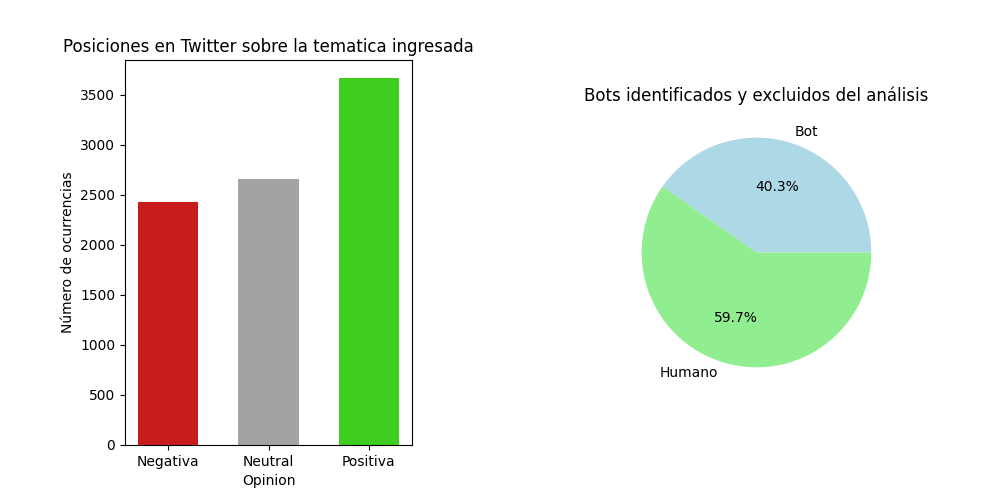 Posiciones en Twitter sobre la tematica ingresada
Número de ocurrencias
3500
3000
2500
2000
1500
1000
500
0
Negativa
Neutral
Positiva
Opinion
Bots identificados y excluidos del análisis
Bot
40.3%
59.7%
Humano